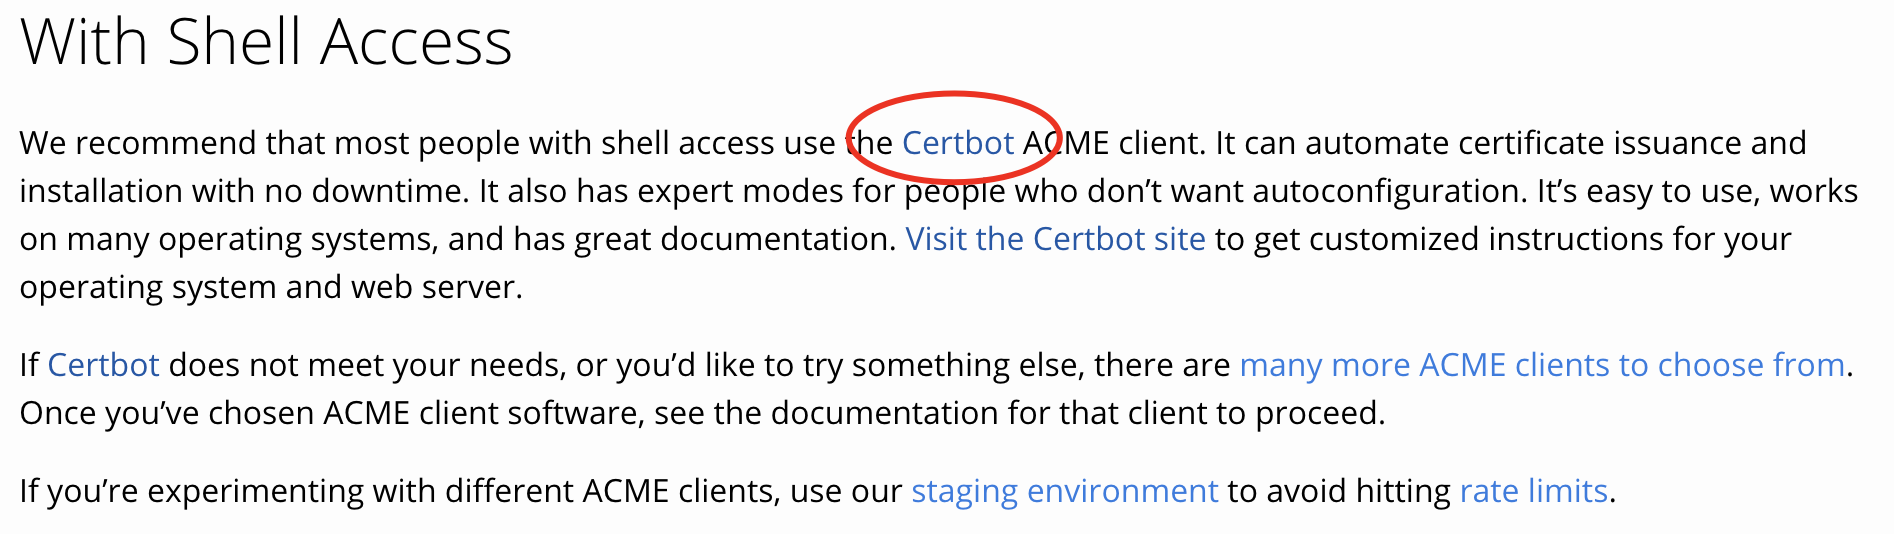 With Shell Access
We recommend that most people with shell access use the Certbot ACME client. It can automate certificate issuance and
installation with no downtime. It also has expert modes for people who don’t want autoconfiguration. It’s easy to use, works
on many operating systems, and has great documentation. Visit the Certbot site to get customized instructions for your
operating system and web server.
If Certbot does not meet your needs, or you’d like to try something else, there are many more ACME clients to choose from.
Once you’ve chosen ACME client software, see the documentation for that client to proceed.
If you’re experimenting with different ACME clients, use our staging environment to avoid hitting rate limits.